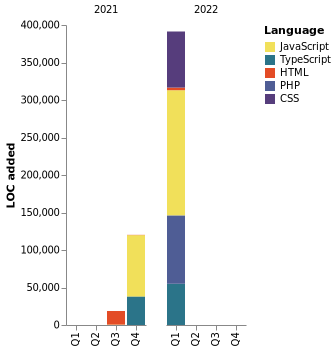 2021
2022
Language
JavaScript
TypeScript
HTML
PHP
CSS
LOC added
400,000
350,000
300,000
250,000
200,000
150,000
100,000
50,000
0
Q1 Q2 Q3 Q4
Q1 Q2 Q3 Q4